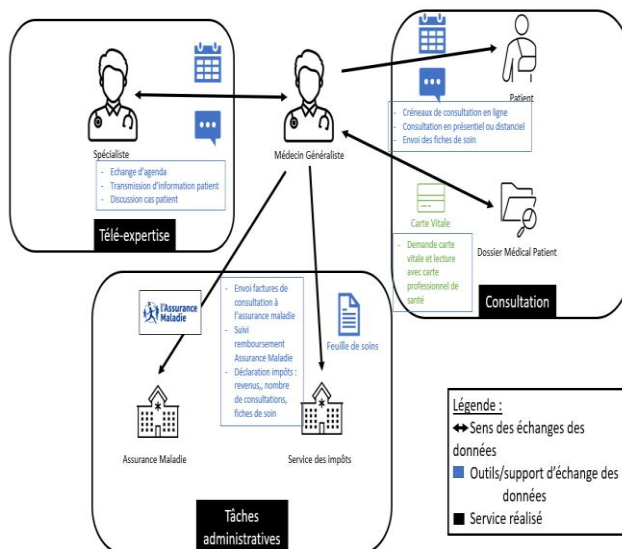 Spécialiste
- Echange d'agenda
- Transmission d'information patient
- Discussion cas patient
Télé-expertise
Médecin Généraliste
Patient
- Créneaux de consultation en ligne
- Consultation en présentiel ou distanciel
- Envoi des fiches de soin
Carte Vitale
- Demande carte
vitale et lecture
avec carte
professionnel de
santé
Dossier Médical Patient
Consultation
l'Assurance
Maladie
- Envoi factures de
consultation à
l'assurance maladie
- Suivi
remboursement
Assurance Maladie
- Déclaration impôts :
revenus,, nombre
de consultations,
fiches de soin
Feuille de soins
Assurance Maladie
Service des impôts
Tâches
administratives
Légende :
Sens des échanges des
données
Outils/support d'échange des
données
Service réalisé